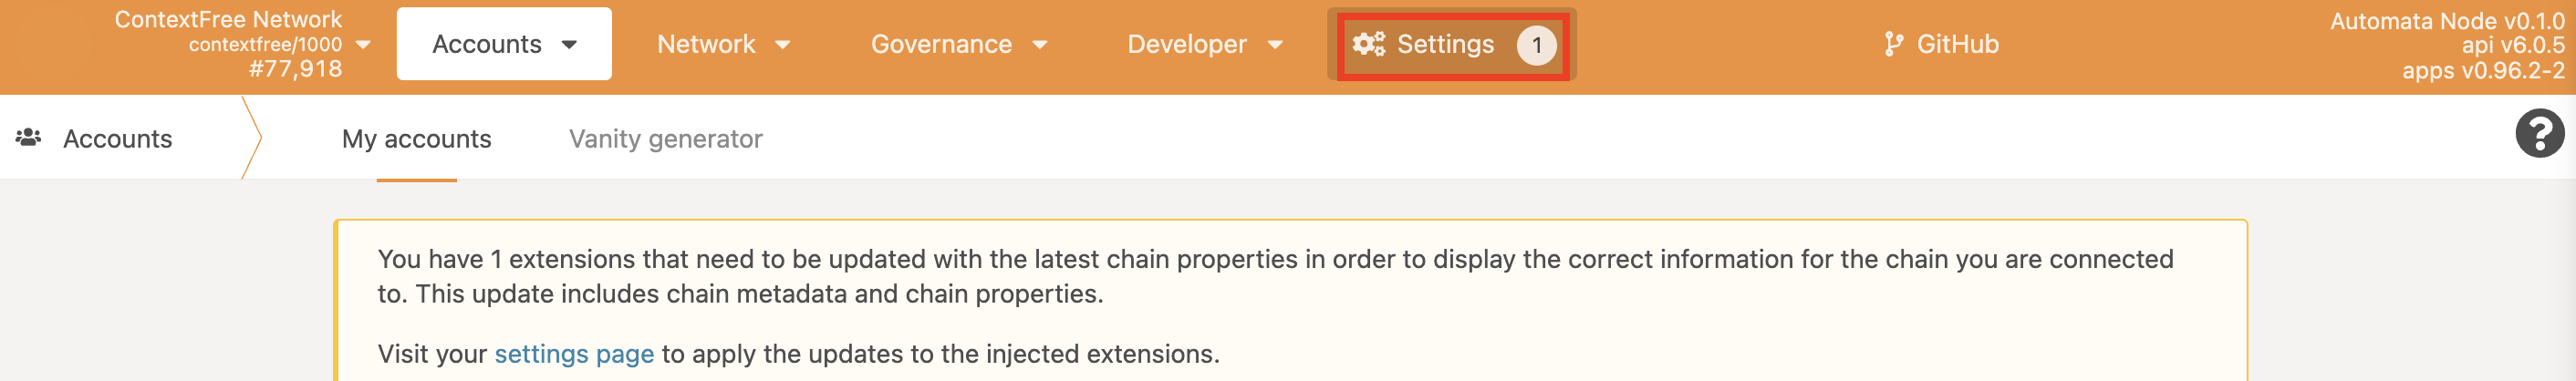 ContextFree Network
contextfree/1000
#77,918
Accounts
Network
Governance
Developer
Settings 1
GitHub
Automata Node v0.1.0
api v6.0.5
apps v0.96.2-2
Accounts
My accounts
Vanity generator
?
You have 1 extensions that need to be updated with the latest chain properties in order to display the correct information for the chain you are connected
to. This update includes chain metadata and chain properties.
Visit your settings page to apply the updates to the injected extensions.